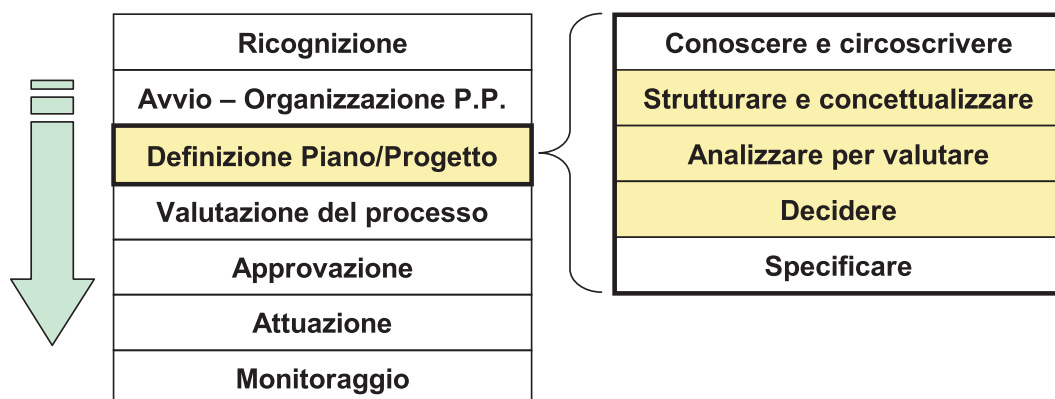 Ricognizione
Avvio – Organizzazione P.P.
Definizione Piano/Progetto
Valutazione del processo
Approvazione
Attuazione
Monitoraggio
Conoscere e circoscrivere
Strutturare e concettualizzare
Analizzare per valutare
Decidere
Specificare